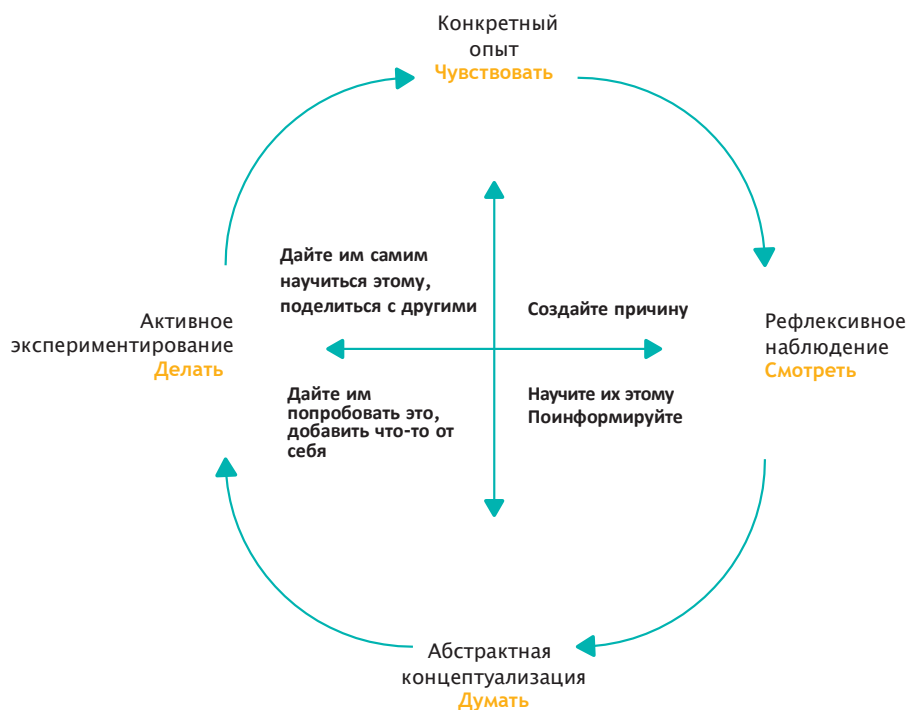 Конкретный
опыт
Чувствовать
Дайте им самим
научиться этому,
поделиться с другими
Создайте причину
Активное
экспериментирование
Делать
Рефлексивное
наблюдение
Смотреть
Дайте им
попробовать это,
добавить что-то от
себя
Научите их этому
Поинформируйте
Абстрактная
концептуализация
Думать